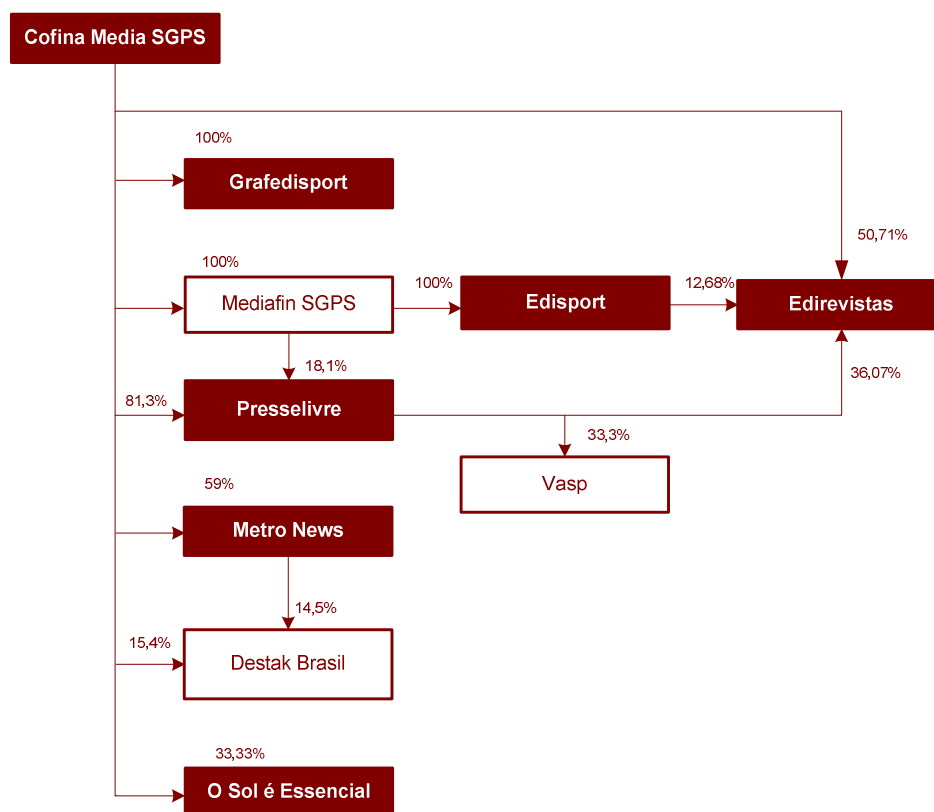 Cofina Media SGPS
100%
Grafedisport
50,71%
100%
Mediafin SGPS
100%
Edisport
12,68%
Edirevistas
18,1%
81,3%
Presselivre
36,07%
33,3%
Vasp
59%
Metro News
14,5%
15,4%
Destak Brasil
33,33%
O Sol é Essencial